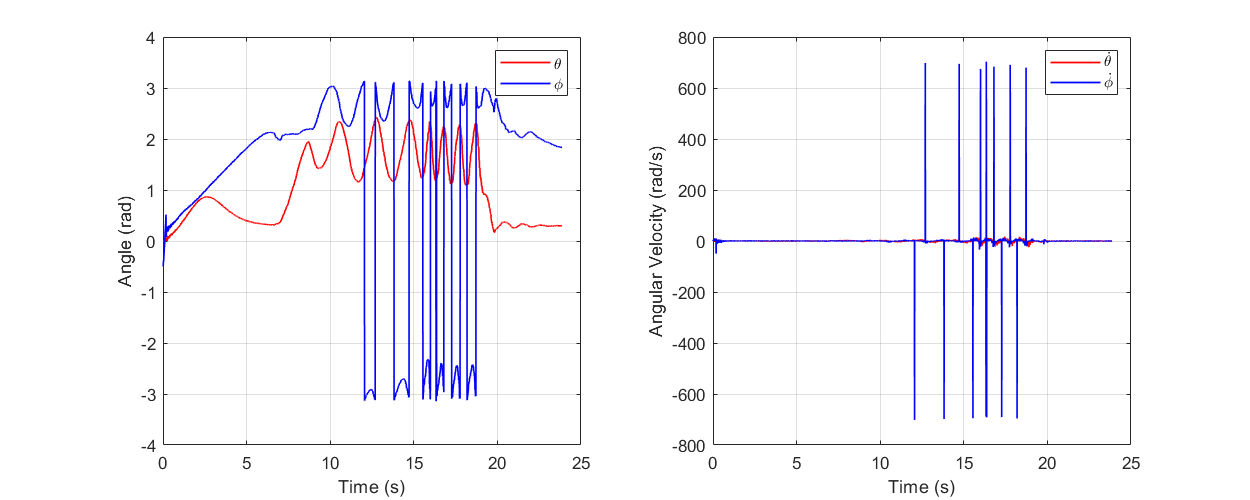 4
3
2
1
0
-1
-2
-3
-4
Angle (rad)
0 5 10 15 20 25
Time (s)
θ
ϕ
800
600
400
200
0
-200
-400
-600
-800
Angular Velocity (rad/s)
0 5 10 15 20 25
Time (s)
θ̇
ϕ̇